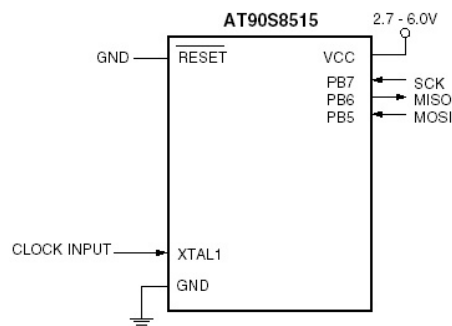 AT90S8515
2.7 - 6.0V
GND
RESET
VCC
PB7
SCK
PB6
MISO
PB5
MOSI
CLOCK INPUT
XTAL1
GND